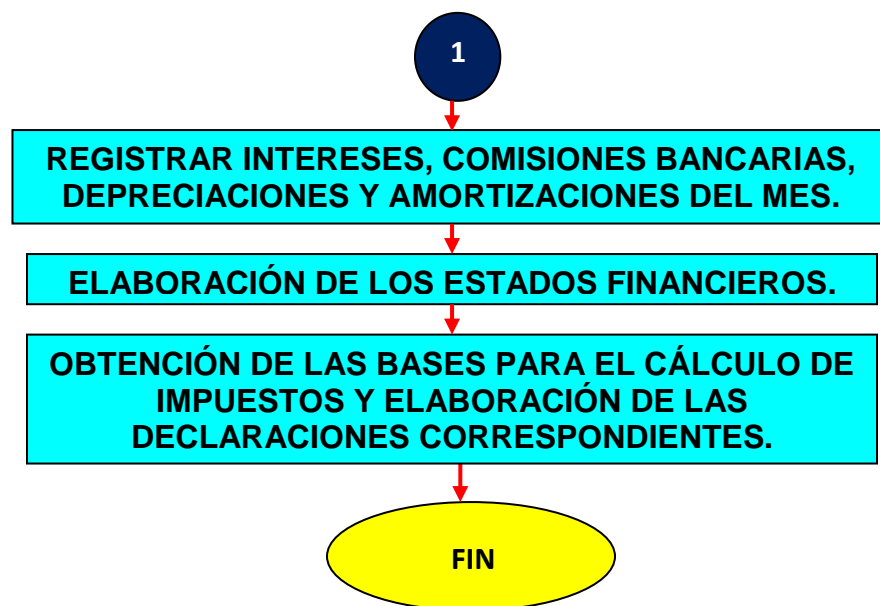 1
REGISTRAR INTERESES, COMISIONES BANCARIAS,
DEPRECIACIONES Y AMORTIZACIONES DEL MES.
ELABORACIÓN DE LOS ESTADOS FINANCIEROS.
OBTENCIÓN DE LAS BASES PARA EL CÁLCULO DE
IMPUESTOS Y ELABORACIÓN DE LAS
DECLARACIONES CORRESPONDIENTES.
FIN